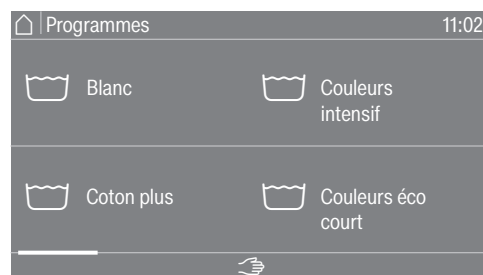 Programmes 11:02
Blanc
Couleurs
intensif
Coton plus
Couleurs éco
court